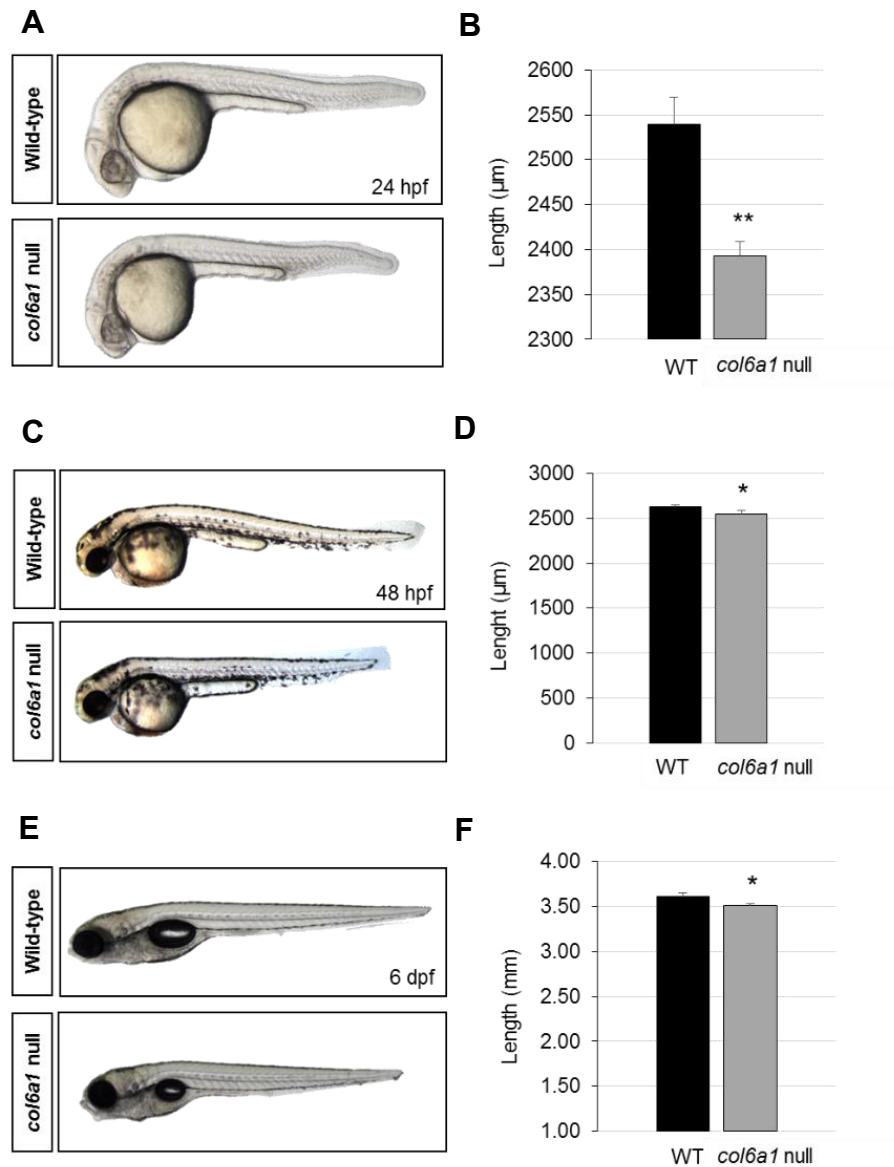 A
Wild-type
24 hpf
col6a1 null
B
2600
2550
2500
2450
2400
2350
2300
Length (µm)
**
WT
col6a1 null
C
Wild-type
48 hpf
col6a1 null
D
3000
2500
2000
1500
1000
500
0
Lenght (µm)
*
WT
col6a1 null
E
Wild-type
6 dpf
col6a1 null
F
4.00
3.50
3.00
2.50
2.00
1.50
1.00
Length (mm)
*
WT
col6a1 null